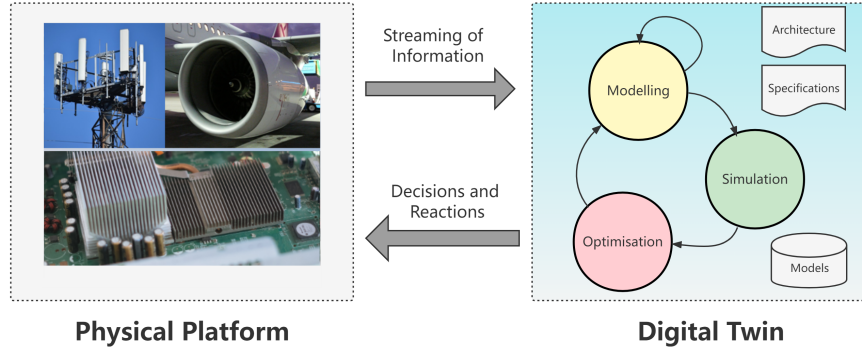 Streaming of
Information
Decisions and
Reactions
Architecture
Modelling
Specifications
Simulation
Optimisation
Models
Physical Platform
Digital Twin